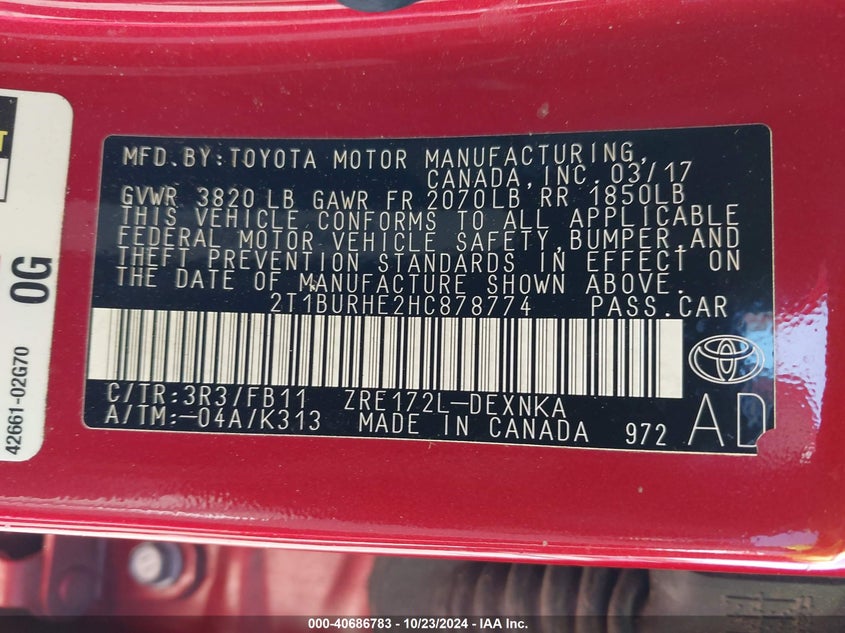 MFD.BY:TOYOTA MOTOR MANUFACTURING,
CANADA,INC.03/17
GVWR 3820 LB GAWR FR 2070LB RR 1850LB
THIS VEHICLE CONFORMS TO ALL APPLICABLE
FEDERAL MOTOR VEHICLE SAFETY,BUMPER,AND
THEFT PREVENTION STANDARDS IN EFFECT ON
THE DATE OF MANUFACTURE SHOWN ABOVE.
2T1BURHE2HC878774 PASS.CAR
C/TR:3R3/FB11 ZRE172L-DEXNKA
A/TM:-04A/K313 MADE IN CANADA 972 AD
0G
42661-02G70
000-40686783 - 10/23/2024 - IAA Inc.